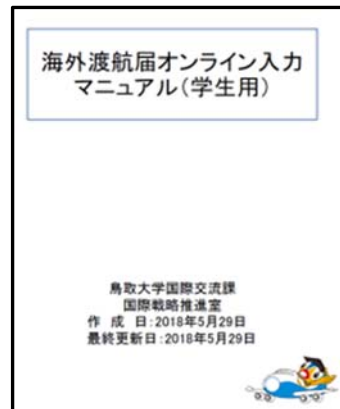 海外渡航届オンライン入力
マニュアル(学生用)
鳥取大学国際交流課
国際戦略推進室
作 成 日:2018年5月29日
最終更新日:2018年5月29日